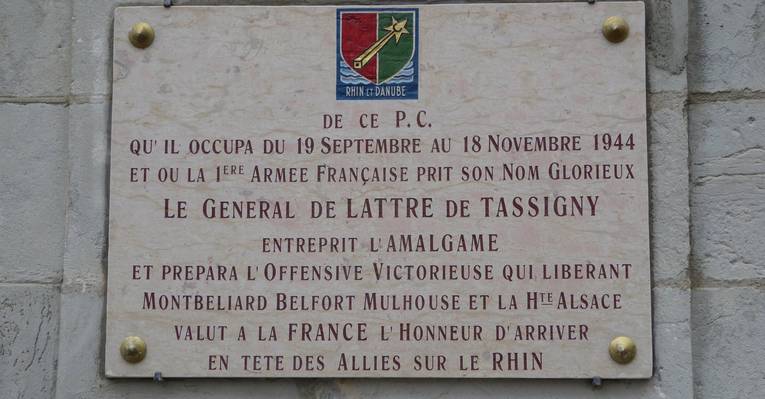 RHIN ET DANUBE
DE CE P.C.
QU'IL OCCUPA DU 19 SEPTEMBRE AU 18 NOVEMBRE 1944
ET OU LA 1ERE ARMEE FRANÇAISE PRIT SON NOM GLORIEUX
LE GENERAL DE LATTRE DE TASSIGNY
ENTREPRIT L'AMALGAME
ET PREPARA L'OFFENSIVE VICTORIEUSE QUI LIBERANT
MONTBELIARD BELFORT MULHOUSE ET LA HTE ALSACE
VALUT A LA FRANCE L'HONNEUR D'ARRIVER
EN TETE DES ALLIES SUR LE RHIN